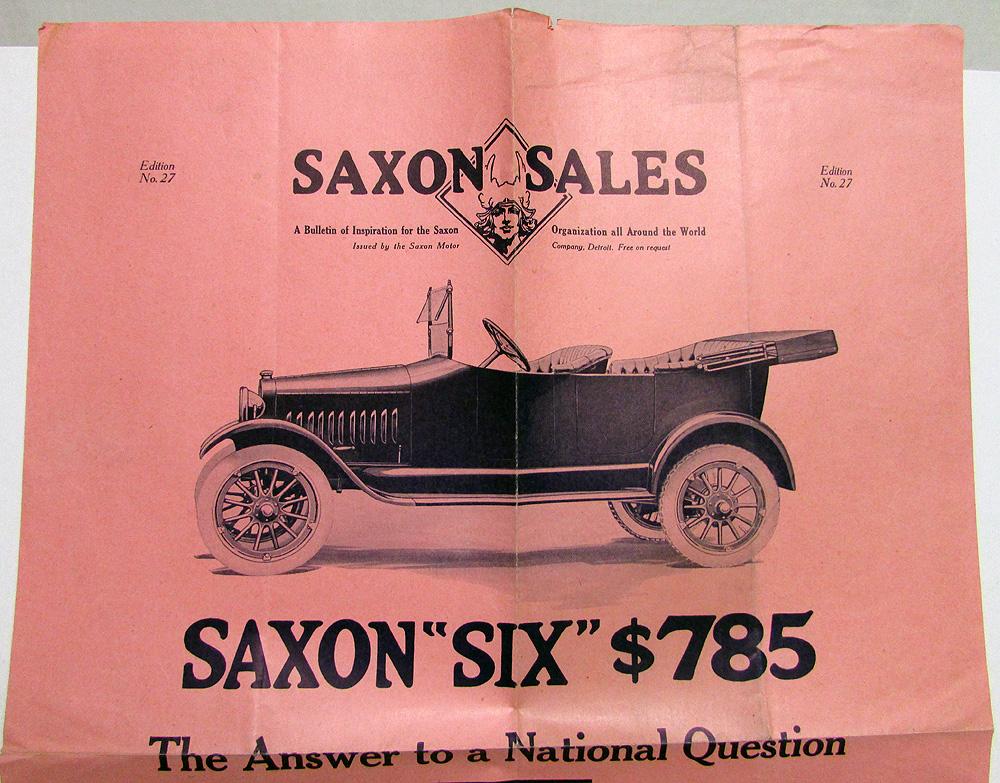 Edition
No. 27
SAXON SALES
Edition
No. 27
A Bulletin of Inspiration for the Saxon Organization all Around the World
Issued by the Saxon Motor Company, Detroit. Free on request
SAXON "SIX" $785
The Answer to a National Question